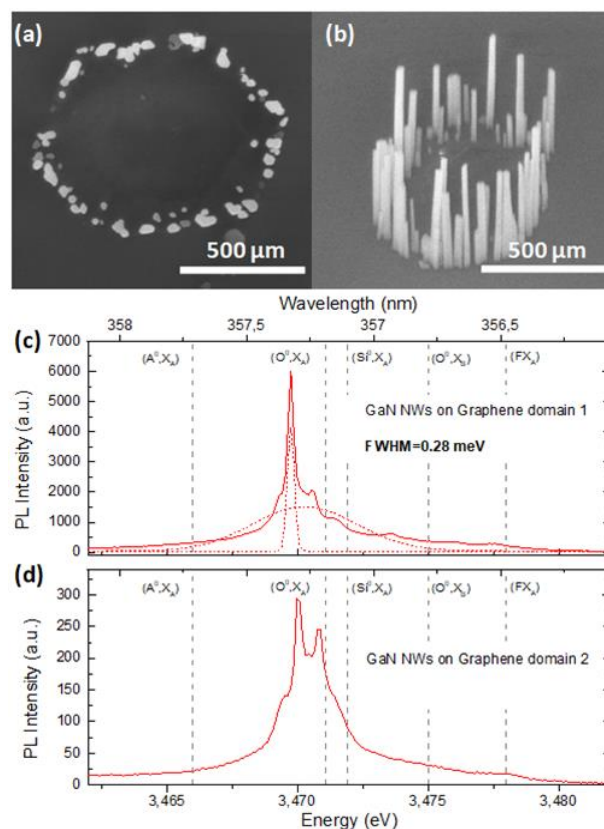 (a)
(b)
500 µm
500 µm
Wavelength (nm)
358 357,5 357 356,5
(c)
7000
6000
5000
4000
3000
2000
1000
0
PL Intensity (a.u.)
(A⁰,X_A) (O⁰,X_A) (Si⁰,X_A) (O⁰,X_B) (FX_A)
GaN NWs on Graphene domain 1
FWHM=0.28 meV
(d)
300
250
200
150
100
50
0
PL Intensity (a.u.)
(A⁰,X_A) (O⁰,X_A) (Si⁰,X_A) (O⁰,X_B) (FX_A)
GaN NWs on Graphene domain 2
3,465 3,470 3,475 3,480
Energy (eV)